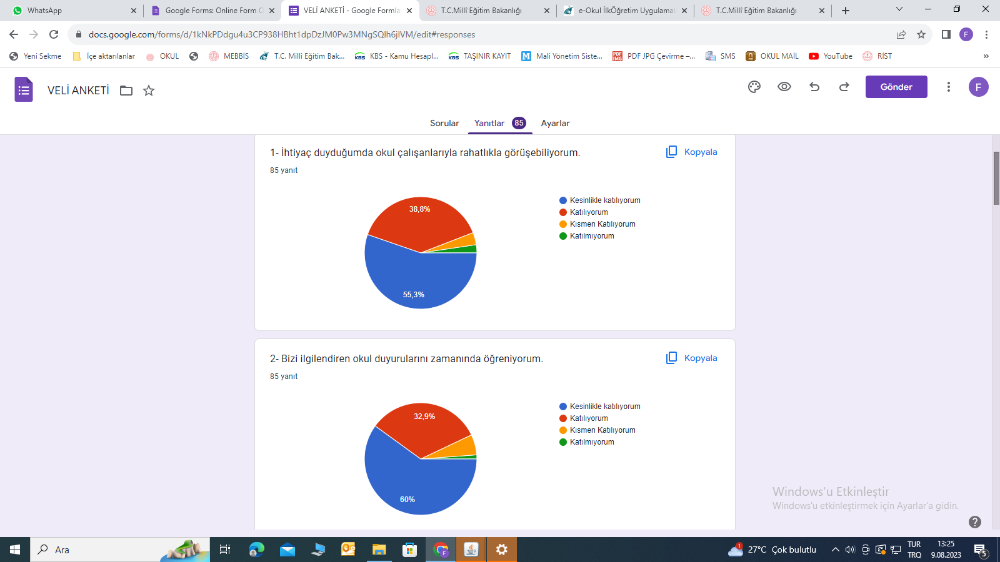 WhatsApp
Google Forms: Online Form C
VELİ ANKETİ - Google Formla
T.C.Millî Eğitim Bakanlığı
e-Okul İlkÖğretim Uygulamal
T.C.Millî Eğitim Bakanlığı
docs.google.com/forms/d/1kNkPDdgu4u3CP938HBht1dpDzJM0Pw3MNgSQlh6jlVM/edit#responses
F
Yeni Sekme
İçe aktarılanlar
OKUL
MEBBİS
T.C. Millî Eğitim Bak...
KBS - Kamu Hesapl...
TAŞINIR KAYIT
Mali Yönetim Siste...
PDF JPG Çevirme –...
SMS
OKUL MAİL
YouTube
RİST
VELİ ANKETİ
Gönder
F
Sorular
Yanıtlar 85
Ayarlar
1- İhtiyaç duyduğumda okul çalışanlarıyla rahatlıkla görüşebiliyorum.
Kopyala
85 yanıt
38,8%
55,3%
Kesinlikle katılıyorum
Katılıyorum
Kısmen Katılıyorum
Katılmıyorum
2- Bizi ilgilendiren okul duyurularını zamanında öğreniyorum.
Kopyala
85 yanıt
32,9%
60%
Kesinlikle katılıyorum
Katılıyorum
Kısmen Katılıyorum
Katılmıyorum
Windows'u Etkinleştir
Windows'u etkinleştirmek için Ayarlar'a gidin.
Ara
1
27°C Çok bulutlu
TUR
TRQ
13:25
9.08.2023
5